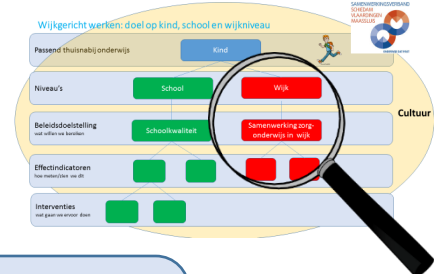 SAMENWERKINGSVERBAND
SCHIEDAM
VLAARDINGEN
MAASSLUIS
Wijkgericht werken: doel op kind, school en wijkniveau
Passend thuisnabij onderwijs
Kind
Niveau's
School
Wijk
Cultuur
Beleidsdoelstelling
wat willen we bereiken
Schoolkwaliteit
Samenwerking zorg-
onderwijs in wijk
Effectindicatoren
hoe meten/zien we dit
Interventies
wat gaan we ervoor doen